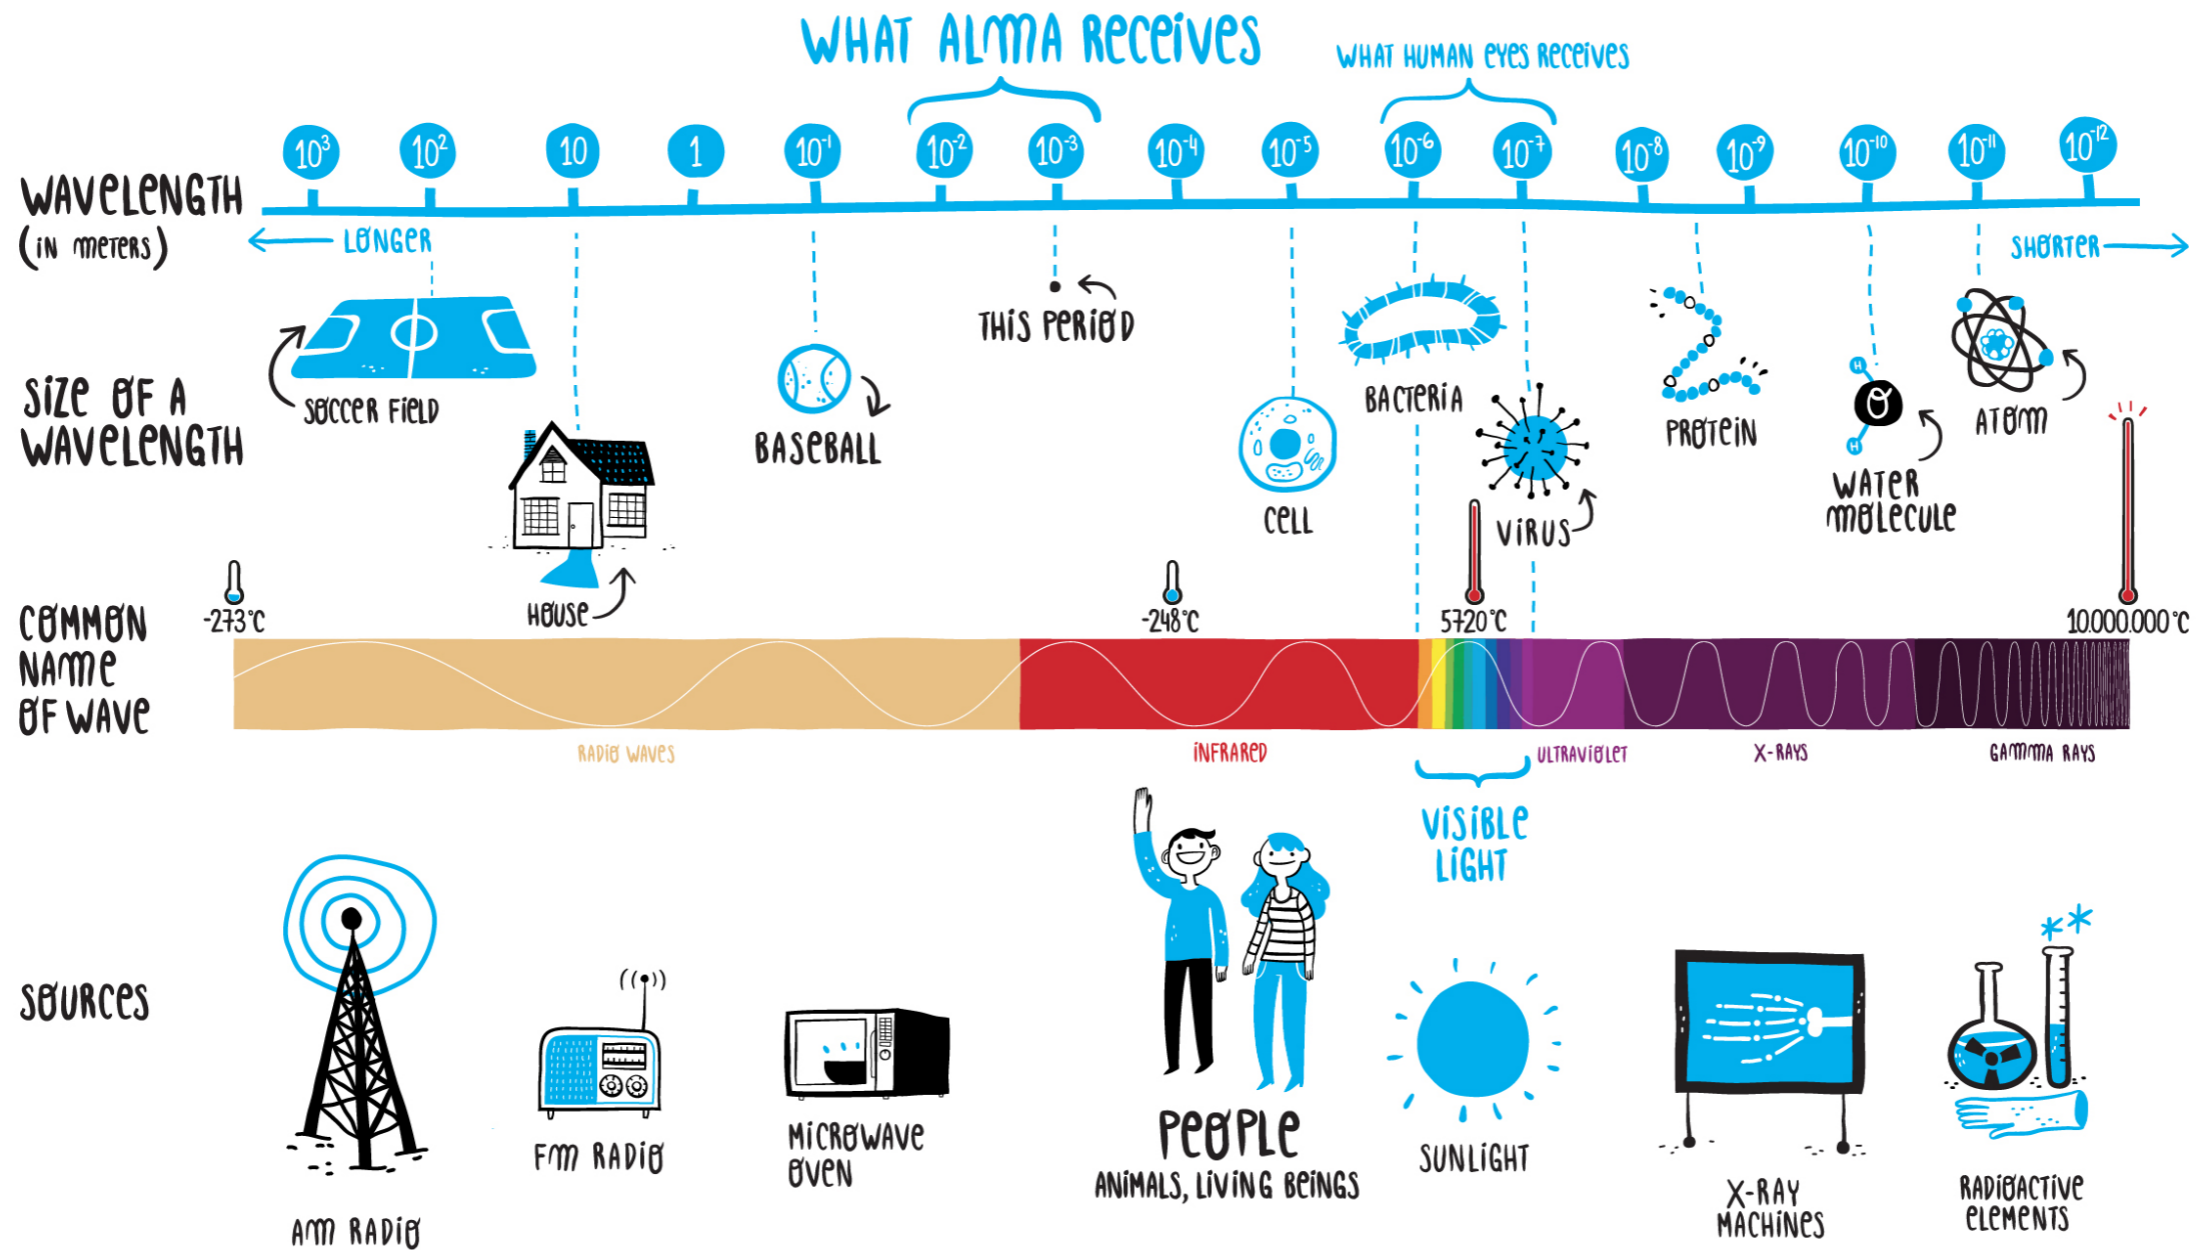 WHAT ALMA RECEIVES
WHAT HUMAN EYES RECEIVES
10³ 10² 10 1 10⁻¹ 10⁻² 10⁻³ 10⁻⁴ 10⁻⁵ 10⁻⁶ 10⁻⁷ 10⁻⁸ 10⁻⁹ 10⁻¹⁰ 10⁻¹¹ 10⁻¹²
WAVELENGTH
(IN METERS)
LONGER
SHORTER
SIZE OF A
WAVELENGTH
SOCCER FIELD
HOUSE
BASEBALL
THIS PERIOD
CELL
BACTERIA
VIRUS
PROTEIN
H
O
H
WATER
MOLECULE
ATOM
COMMON
NAME
OF WAVE
-273°C
-248°C
5720°C
10.000.000°C
RADIO WAVES
INFRARED
ULTRAVIOLET
X-RAYS
GAMMA RAYS
VISIBLE
LIGHT
SOURCES
AM RADIO
FM RADIO
MICROWAVE
OVEN
PEOPLE
ANIMALS, LIVING BEINGS
SUNLIGHT
X-RAY
MACHINES
RADIOACTIVE
ELEMENTS